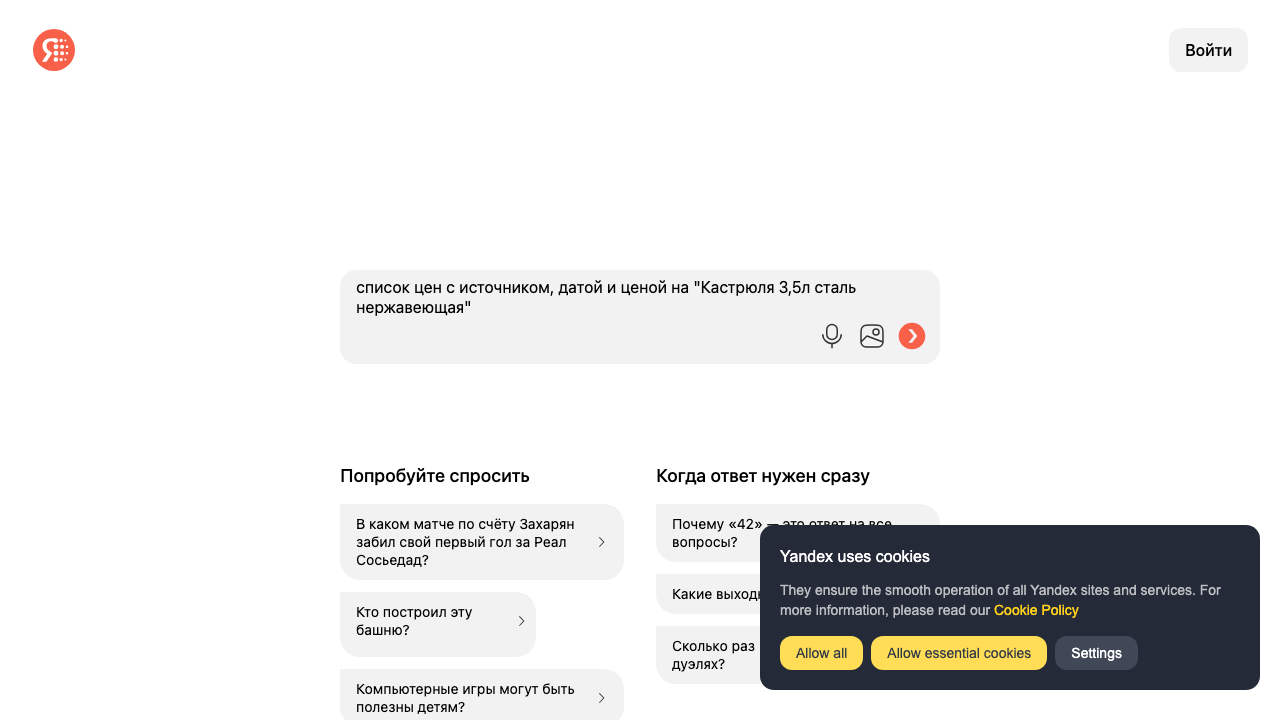 Я
Войти
список цен с источником, датой и ценой на "Кастрюля 3,5л сталь
нержавеющая"
Попробуйте спросить
В каком матче по счёту Захарян
забил свой первый гол за Реал
Сосьедад?
Кто построил эту
башню?
Компьютерные игры могут быть
полезны детям?
Когда ответ нужен сразу
Почему «42» — это ответ на все
вопросы?
Какие
Сколько раз
дуэлях?
Yandex uses cookies
They ensure the smooth operation of all Yandex sites and services. For
more information, please read our Cookie Policy
Allow all
Allow essential cookies
Settings